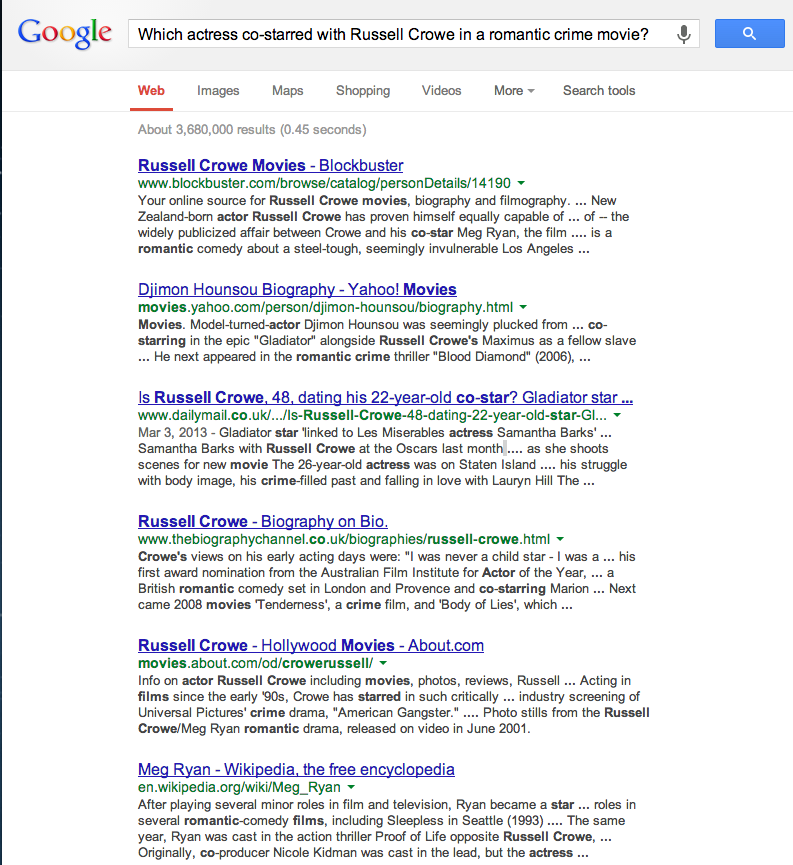 Google
Which actress co-starred with Russell Crowe in a romantic crime movie?
Web Images Maps Shopping Videos More Search tools
About 3,680,000 results (0.45 seconds)
Russell Crowe Movies - Blockbuster
www.blockbuster.com/browse/catalog/personDetails/14190
Your online source for Russell Crowe movies, biography and filmography. ... New
Zealand-born actor Russell Crowe has proven himself equally capable of ... of -- the
widely publicized affair between Crowe and his co-star Meg Ryan, the film .... is a
romantic comedy about a steel-tough, seemingly invulnerable Los Angeles ...
Djimon Hounsou Biography - Yahoo! Movies
movies.yahoo.com/person/djimon-hounsou/biography.html
Movies. Model-turned-actor Djimon Hounsou was seemingly plucked from ... co-
starring in the epic "Gladiator" alongside Russell Crowe's Maximus as a fellow slave
... He next appeared in the romantic crime thriller "Blood Diamond" (2006), ...
Is Russell Crowe, 48, dating his 22-year-old co-star? Gladiator star ...
www.dailymail.co.uk/.../Is-Russell-Crowe-48-dating-22-year-old-star-Gl...
Mar 3, 2013 - Gladiator star 'linked to Les Miserables actress Samantha Barks' ...
Samantha Barks with Russell Crowe at the Oscars last month .... as she shoots
scenes for new movie The 26-year-old actress was on Staten Island .... his struggle
with body image, his crime-filled past and falling in love with Lauryn Hill The ...
Russell Crowe - Biography on Bio.
www.thebiographychannel.co.uk/biographies/russell-crowe.html
Crowe's views on his early acting days were: "I was never a child star - I was a ... his
first award nomination from the Australian Film Institute for Actor of the Year, ... a
British romantic comedy set in London and Provence and co-starring Marion ... Next
came 2008 movies 'Tenderness', a crime film, and 'Body of Lies', which ...
Russell Crowe - Hollywood Movies - About.com
movies.about.com/od/crowerussell/
Info on actor Russell Crowe including movies, photos, reviews, Russell ... Acting in
films since the early '90s, Crowe has starred in such critically ... industry screening of
Universal Pictures' crime drama, "American Gangster." .... Photo stills from the Russell
Crowe/Meg Ryan romantic drama, released on video in June 2001.
Meg Ryan - Wikipedia, the free encyclopedia
en.wikipedia.org/wiki/Meg_Ryan
After playing several minor roles in film and television, Ryan became a star ... roles in
several romantic-comedy films, including Sleepless in Seattle (1993) .... The same
year, Ryan was cast in the action thriller Proof of Life opposite Russell Crowe, ...
Originally, co-producer Nicole Kidman was cast in the lead, but the actress ...